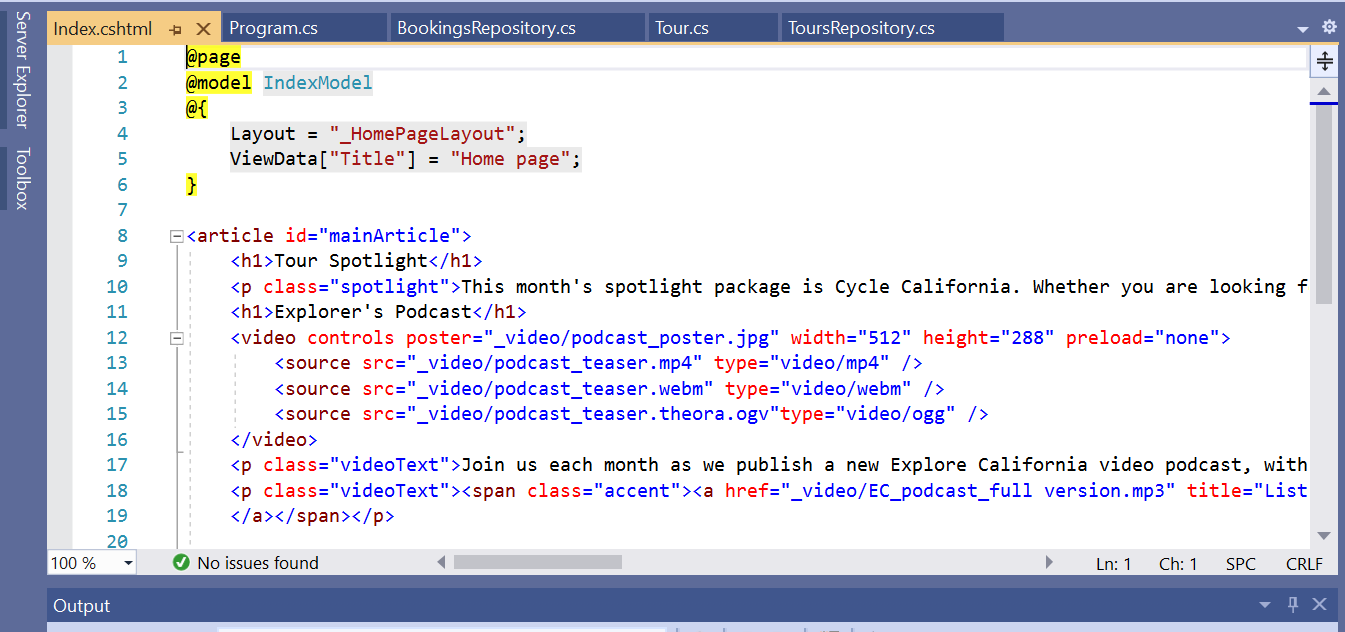 Server Explorer
Toolbox
Index.cshtml Program.cs BookingsRepository.cs Tour.cs ToursRepository.cs
1 @page
2 @model IndexModel
3 @{
4 Layout = "_HomePageLayout";
5 ViewData["Title"] = "Home page";
6 }
7
8 <article id="mainArticle">
9 <h1>Tour Spotlight</h1>
10 <p class="spotlight">This month's spotlight package is Cycle California. Whether you are looking f
11 <h1>Explorer's Podcast</h1>
12 <video controls poster="_video/podcast_poster.jpg" width="512" height="288" preload="none">
13 <source src="_video/podcast_teaser.mp4" type="video/mp4" />
14 <source src="_video/podcast_teaser.webm" type="video/webm" />
15 <source src="_video/podcast_teaser.theora.ogv"type="video/ogg" />
16 </video>
17 <p class="videoText">Join us each month as we publish a new Explore California video podcast, with
18 <p class="videoText"><span class="accent"><a href="_video/EC_podcast_full version.mp3" title="List
19 </a></span></p>
20
100 % No issues found Ln: 1 Ch: 1 SPC CRLF
Output